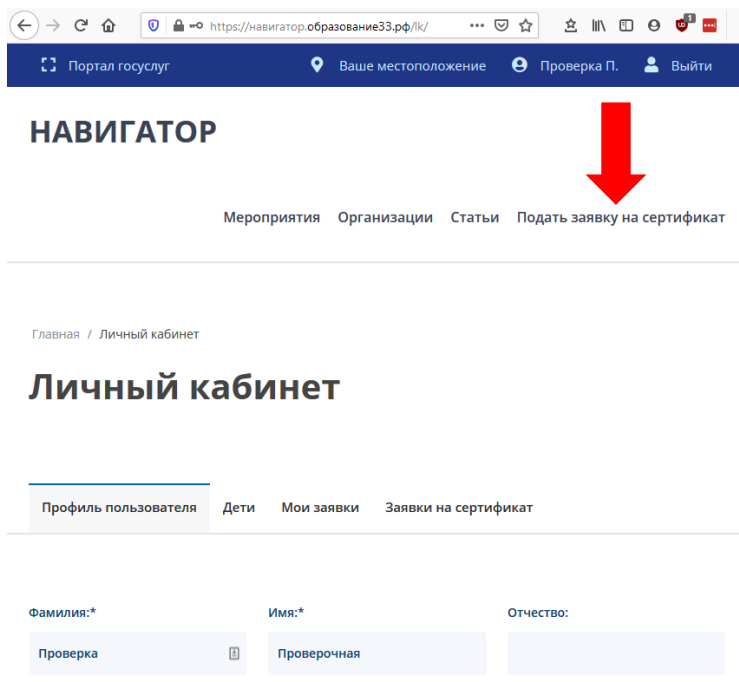 https://навигатор.образование33.рф/lk/
1
Портал госуслуг Ваше местоположение Проверка П. Выйти
НАВИГАТОР
Мероприятия Организации Статьи Подать заявку на сертификат
Главная / Личный кабинет
Личный кабинет
Профиль пользователя Дети Мои заявки Заявки на сертификат
Фамилия:* Имя:* Отчество:
Проверка Проверочная